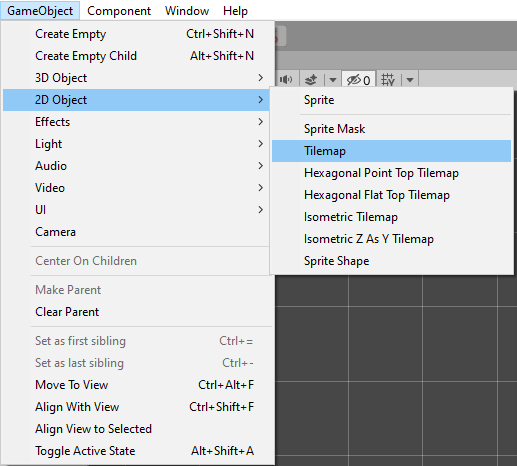 GameObject Component Window Help
Create Empty Ctrl+Shift+N
Create Empty Child Alt+Shift+N
3D Object
2D Object
Effects
Light
Audio
Video
UI
Camera
Center On Children
Make Parent
Clear Parent
Set as first sibling Ctrl+=
Set as last sibling Ctrl+-
Move To View Ctrl+Alt+F
Align With View Ctrl+Shift+F
Align View to Selected
Toggle Active State Alt+Shift+A
0
Sprite
Sprite Mask
Tilemap
Hexagonal Point Top Tilemap
Hexagonal Flat Top Tilemap
Isometric Tilemap
Isometric Z As Y Tilemap
Sprite Shape